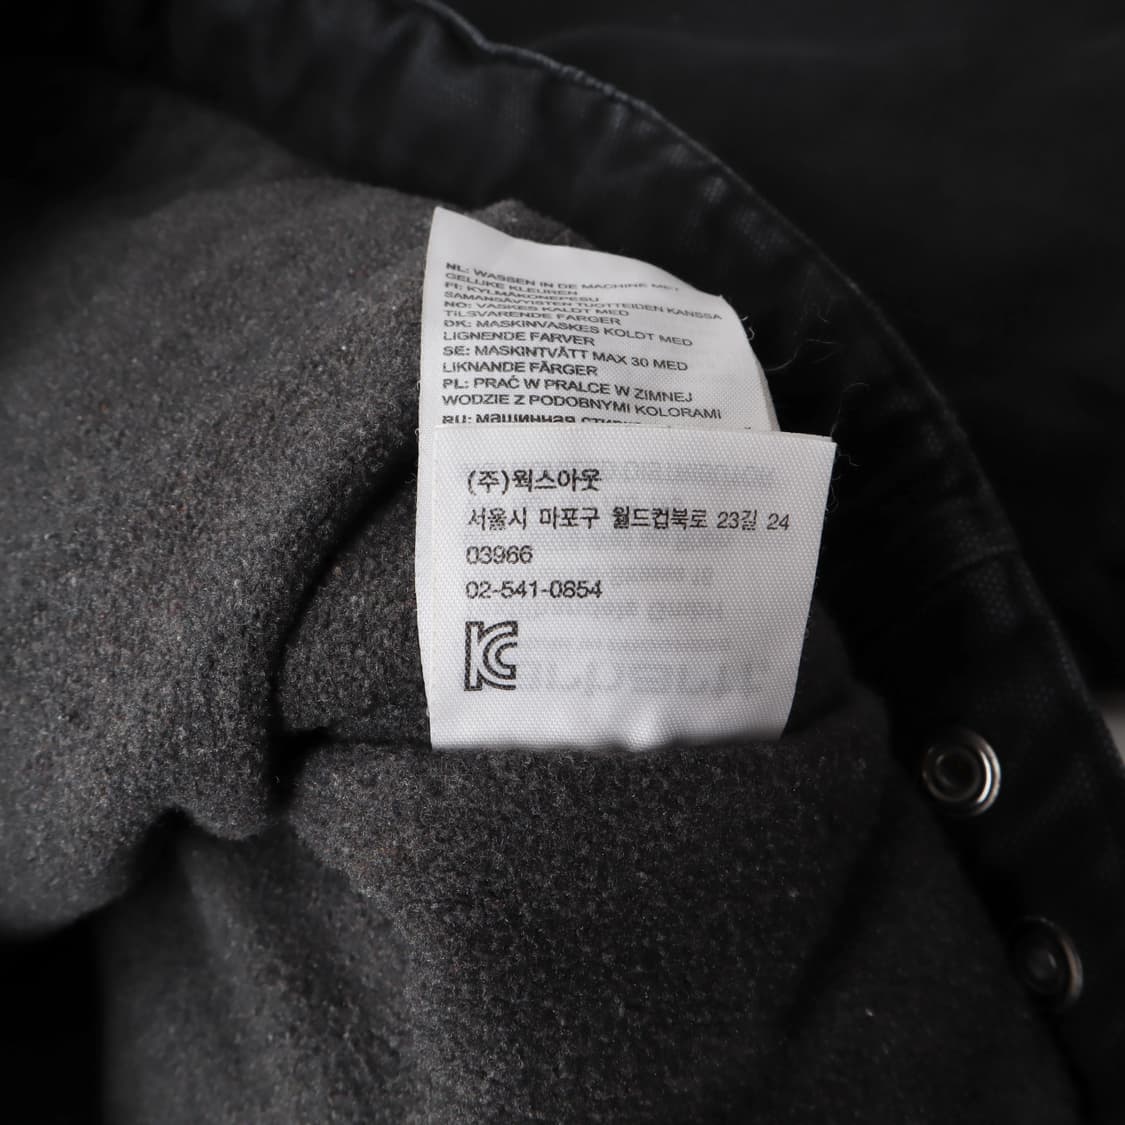 NL: WASSEN IN DE MACHINE MET
GELIJKE KLEUREN
FI: KYLMÄKONEPESU
SAMANSÄVYISTEN TUOTTEIDEN KANSSA
NO: VASKES KALDT MED
TILSVARENDE FARGER
DK: MASKINVASKES KOLDT MED
LIGNENDE FARVER
SE: MASKINTVÄTT MAX 30 MED
LIKNANDE FÄRGER
PL: PRAĆ W PRALCE W ZIMNEJ
WODZIE Z PODOBNYMI KOLORAMI
RU: машинная
(주)웍스아웃
서울시 마포구 월드컵북로 23길 24
03966
02-541-0854
KC